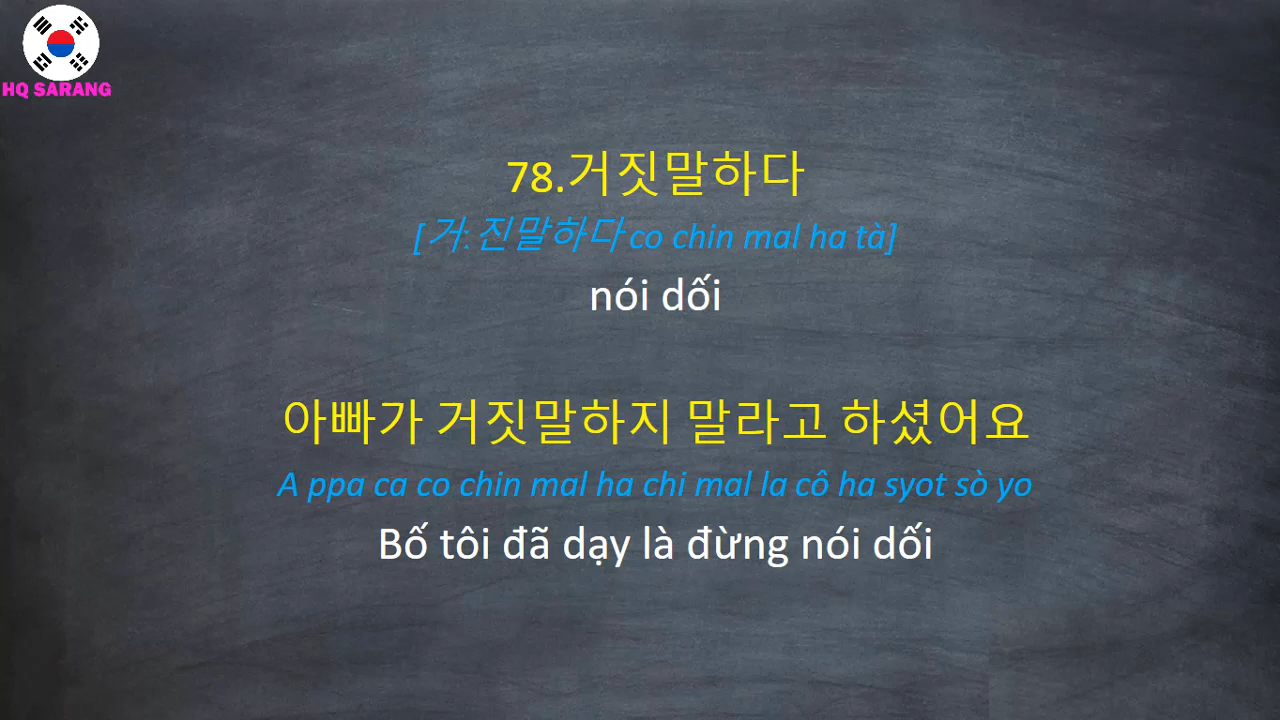 HQ SARANG
78.거짓말하다
[거: 진말하다 co chin mal ha tà]
nói dối
아빠가 거짓말하지 말라고 하셨어요
A ppa ca co chin mal ha chi mal la cô ha syot sò yo
Bố tôi đã dạy là đừng nói dối